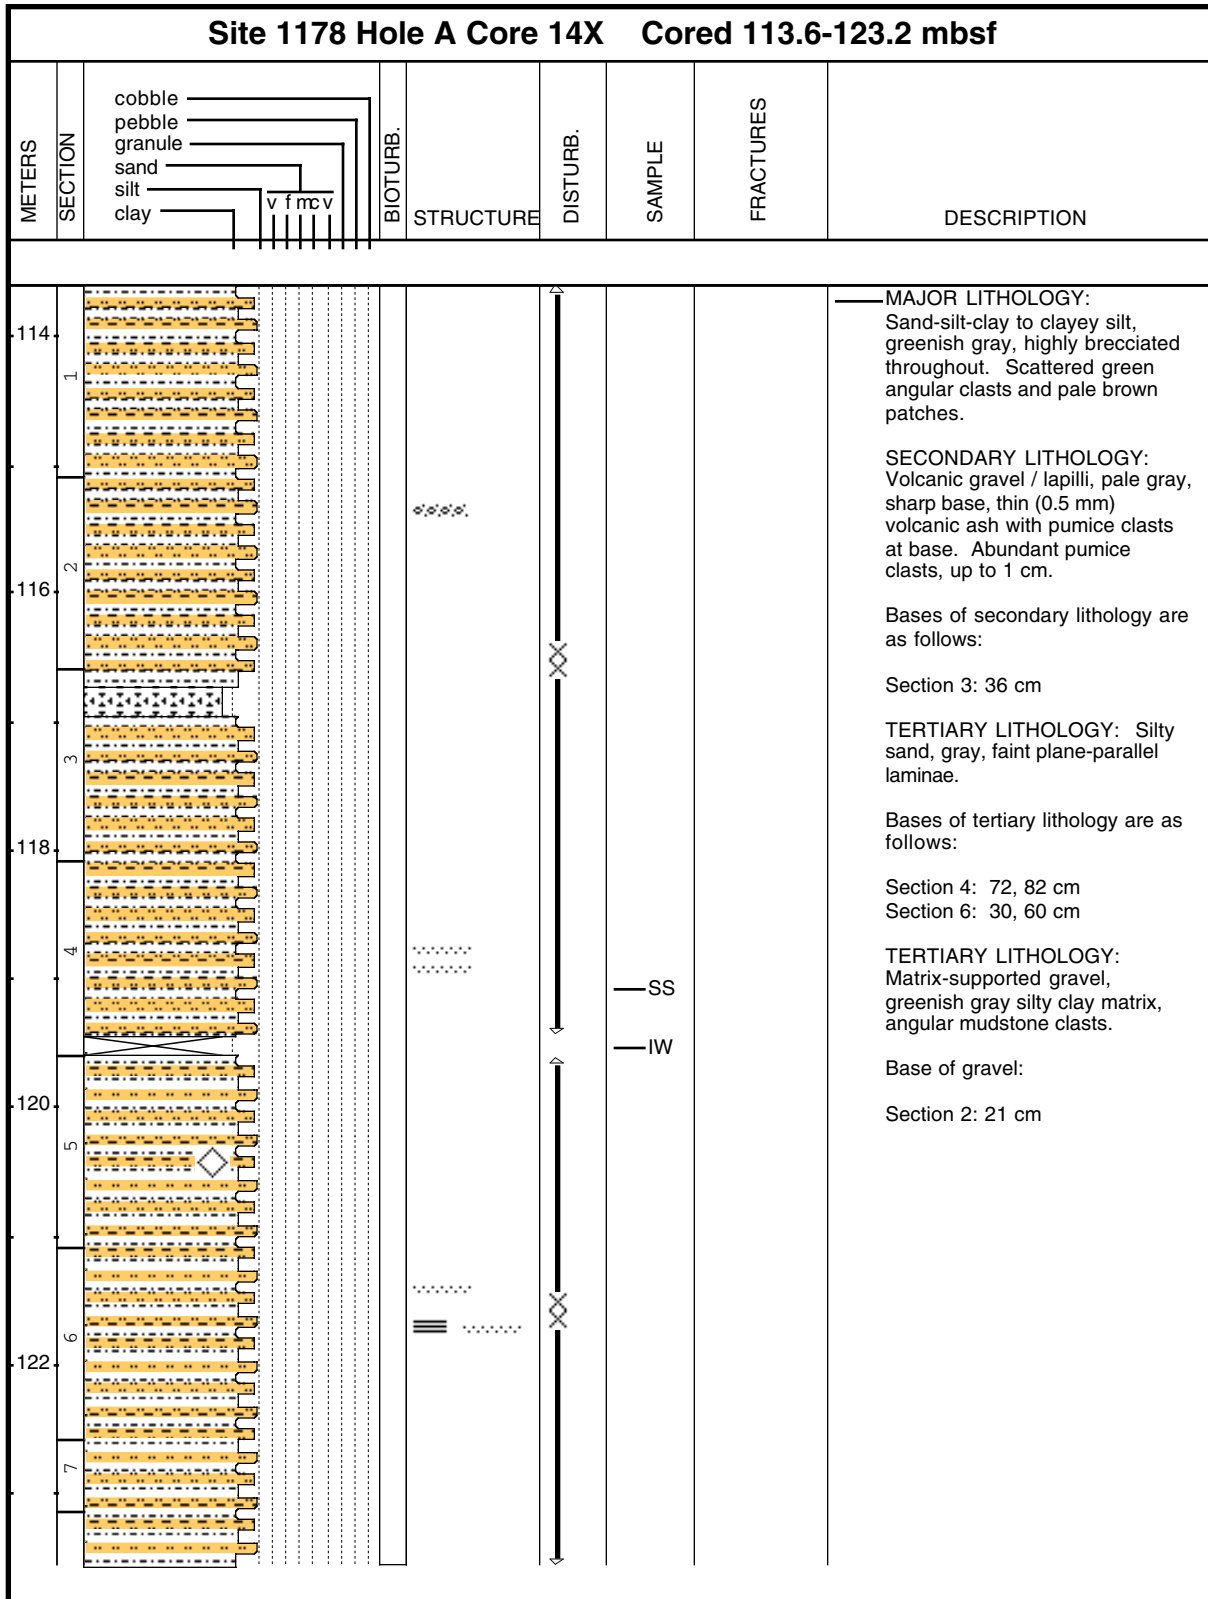 Site 1178 Hole A Core 14X    Cored 113.6-123.2 mbsf
METERS
SECTION
cobble
pebble
granule
sand
silt
clay
v f m c v
BIOTURB.
STRUCTURE
DISTURB.
SAMPLE
FRACTURES
DESCRIPTION
114
116
118
120
122
1
2
3
4
5
6
7
SS
IW
MAJOR LITHOLOGY:
Sand-silt-clay to clayey silt,
greenish gray, highly brecciated
throughout.  Scattered green
angular clasts and pale brown
patches.
SECONDARY LITHOLOGY:
Volcanic gravel / lapilli, pale gray,
sharp base, thin (0.5 mm)
volcanic ash with pumice clasts
at base.  Abundant pumice
clasts, up to 1 cm.
Bases of secondary lithology are
as follows:
Section 3: 36 cm
TERTIARY LITHOLOGY:  Silty
sand, gray, faint plane-parallel
laminae.
Bases of tertiary lithology are as
follows:
Section 4:  72, 82 cm
Section 6:  30, 60 cm
TERTIARY LITHOLOGY:
Matrix-supported gravel,
greenish gray silty clay matrix,
angular mudstone clasts.
Base of gravel:
Section 2: 21 cm